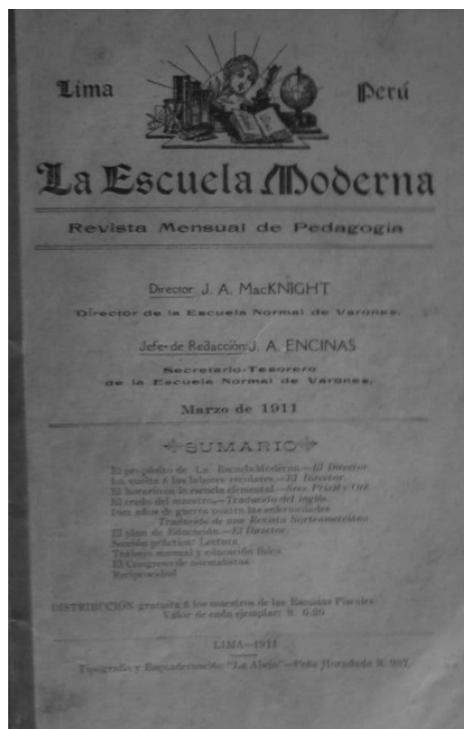 Lima Perú
La Escuela Moderna
Revista Mensual de Pedagogía
Director: J. A. MacKNIGHT
Director de la Escuela Normal de Varones.
Jefe de Redacción: J. A. ENCINAS
Secretario-Tesorero
de la Escuela Normal de Varones.
Marzo de 1911
SUMARIO
El propósito de La Escuela Moderna.—El Director.
La vuelta á las labores escolares.—El Director.
El horario en la escuela elemental.—Sres.
El credo del maestro.—Traducido del inglés.
Diez años de guerra contra las enfermedades
Traducido de una Revista Norteamericana
El plan de Educación.—El Director.
Sección práctica: Lectura.
Trabajo manual y educación física
El Congreso de normalistas
Reciprocidad
DISTRIBUCIÓN gratuita á los maestros de las Escuelas Fiscales
Valor de cada ejemplar: S. 0.20
LIMA—1911
Tipografía y Encuadernación "La Abeja"—Peña Horadada N.